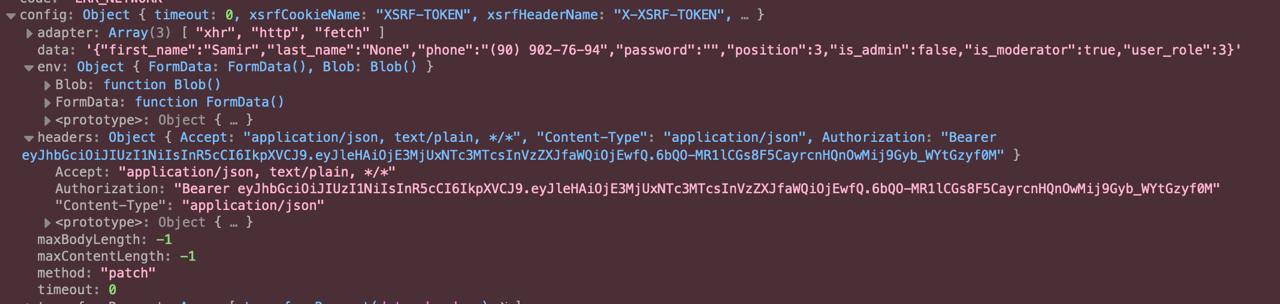 config: Object { timeout: 0, xsrfCookieName: "XSRF-TOKEN", xsrfHeaderName: "X-XSRF-TOKEN", … }
adapter: Array(3) [ "xhr", "http", "fetch" ]
data: '{"first_name":"Samir","last_name":"None","phone":"(90) 902-76-94","password":"","position":3,"is_admin":false,"is_moderator":true,"user_role":3}'
env: Object { FormData: FormData(), Blob: Blob() }
Blob: function Blob()
FormData: function FormData()
<prototype>: Object { … }
headers: Object { Accept: "application/json, text/plain, */*", "Content-Type": "application/json", Authorization: "Bearer
eyJhbGciOiJIUzI1NiIsInR5cCI6IkpXVCJ9.eyJleHAiOjE3MjUxNTc3MTcsInVzZXJfaWQiOjEwfQ.6bQO-MR1lCGs8F5CayrcnHQnOwMij9Gyb_WYtGzyf0M" }
Accept: "application/json, text/plain, */*"
Authorization: "Bearer eyJhbGciOiJIUzI1NiIsInR5cCI6IkpXVCJ9.eyJleHAiOjE3MjUxNTc3MTcsInVzZXJfaWQiOjEwfQ.6bQO-MR1lCGs8F5CayrcnHQnOwMij9Gyb_WYtGzyf0M"
"Content-Type": "application/json"
<prototype>: Object { … }
maxBodyLength: -1
maxContentLength: -1
method: "patch"
timeout: 0